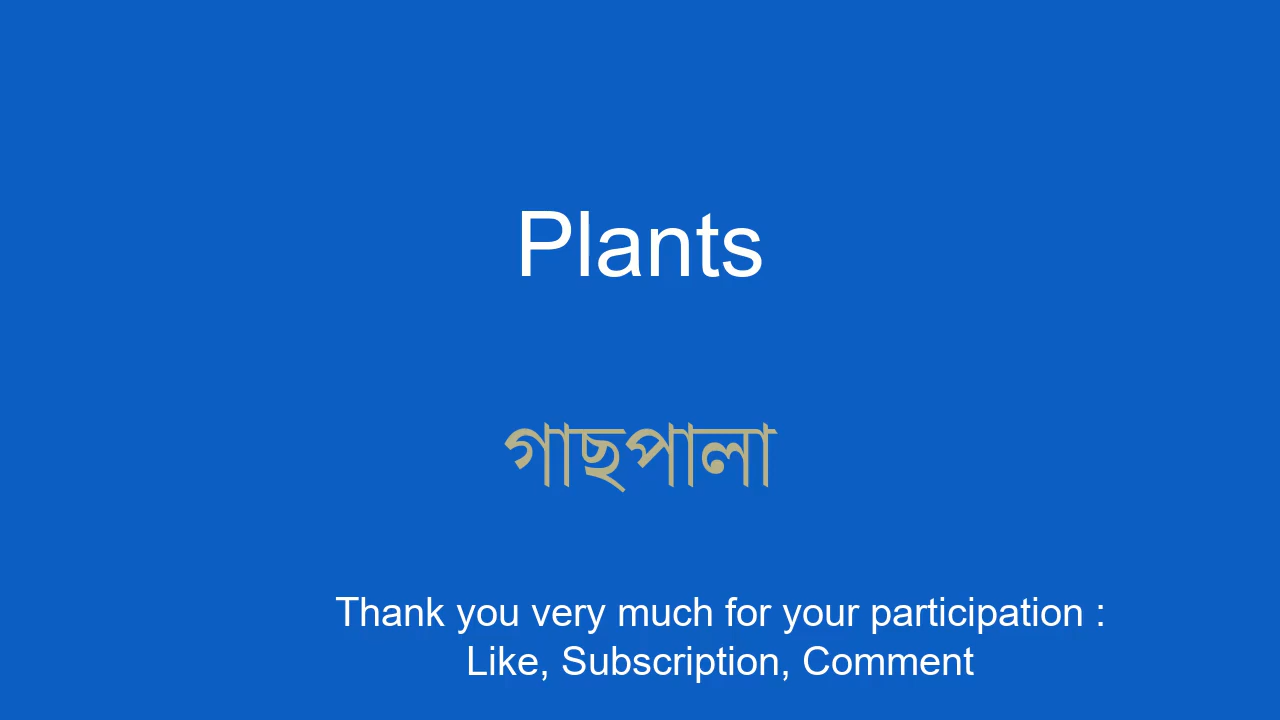 Plants
গাছপালা
Thank you very much for your participation :
Like, Subscription, Comment